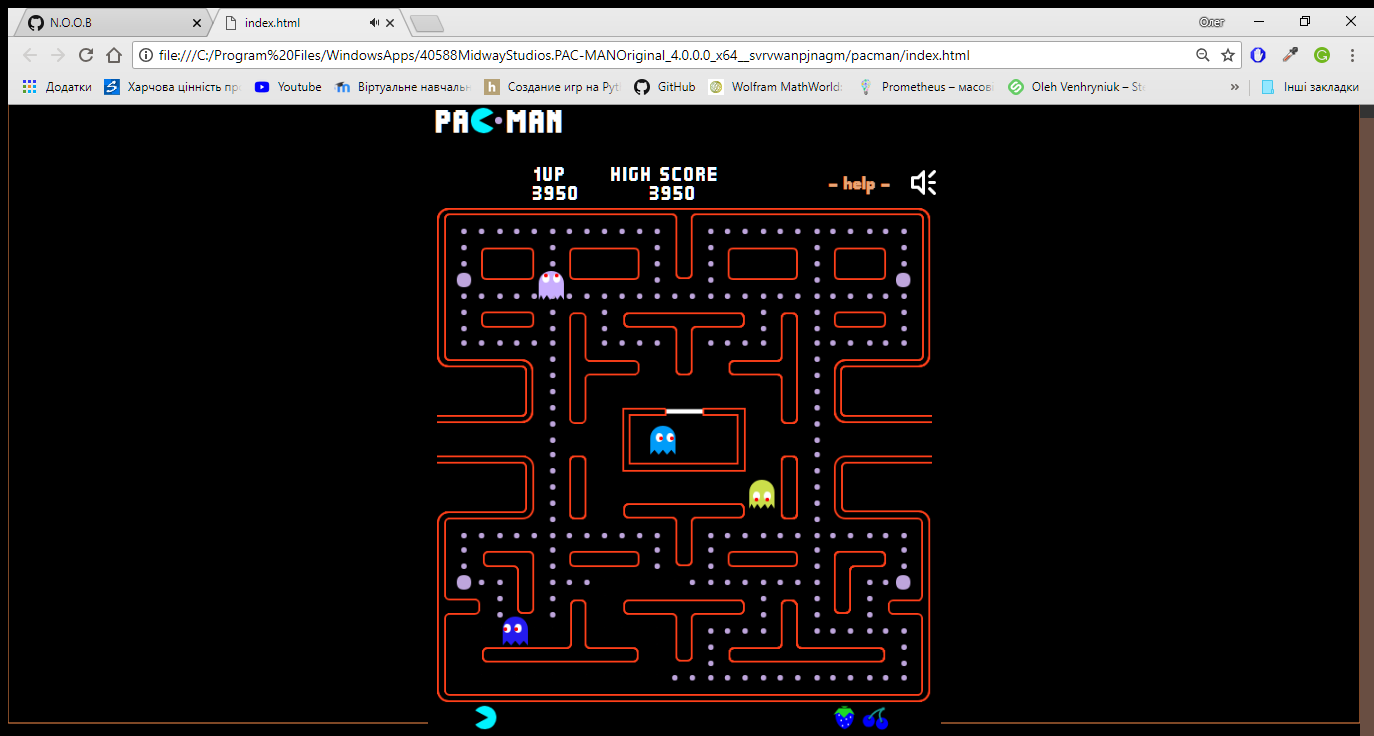 N.O.O.B
index.html
Олег
file:///C:/Program%20Files/WindowsApps/40588MidwayStudios.PAC-MANOriginal_4.0.0.0_x64__svrvwanpjnagm/pacman/index.html
Додатки
Харчова цінність пр
Youtube
Віртуальне навчальн
Создание игр на Pyt
GitHub
Wolfram MathWorld:
Prometheus – масові
Oleh Venhryniuk – Ste
»
Інші закладки
PAC-MAN
1UP
HIGH SCORE
3950
3950
– help –